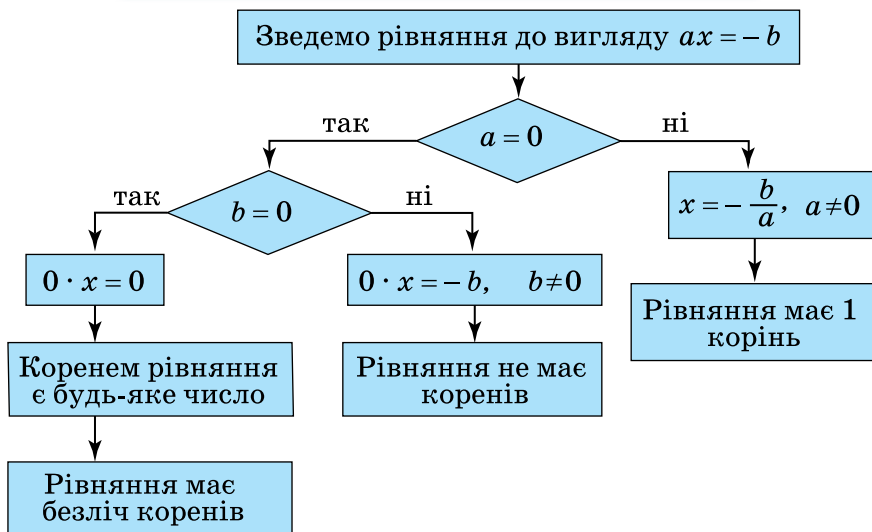 Зведемо рівняння до вигляду ax = – b
так
a = 0
ні
так
b = 0
ні
x = – b/a, a ≠ 0
0 · x = 0
0 · x = – b, b ≠ 0
Рівняння має 1
корінь
Коренем рівняння
є будь-яке число
Рівняння не має
коренів
Рівняння має
безліч коренів